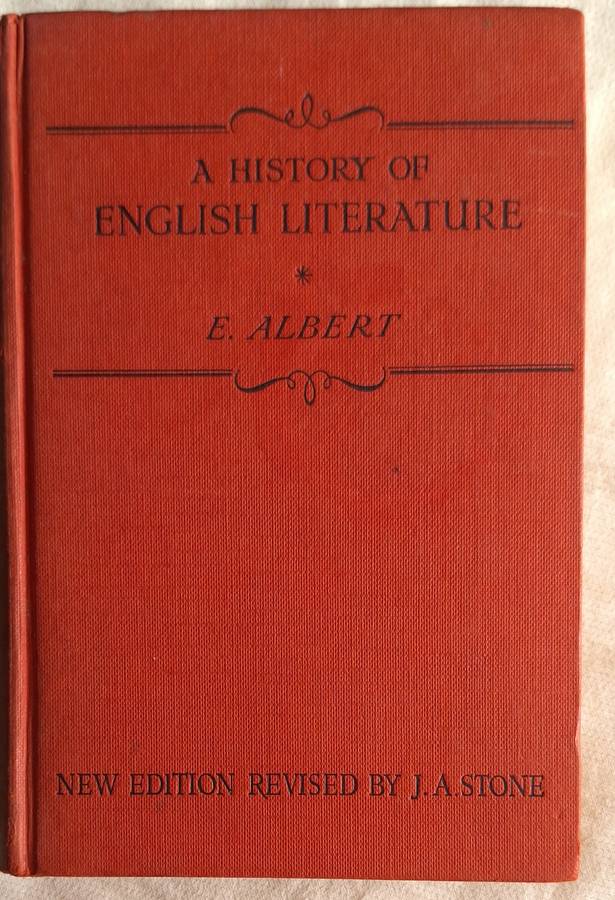 A HISTORY OF
ENGLISH LITERATURE
*
E. ALBERT
NEW EDITION REVISED BY J. A. STONE